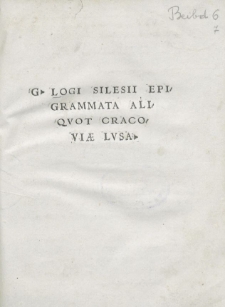 G. LOGI SILESII EPI/
GRAMMATA ALI/
QVOT CRACO/
VIÆ LVSA.